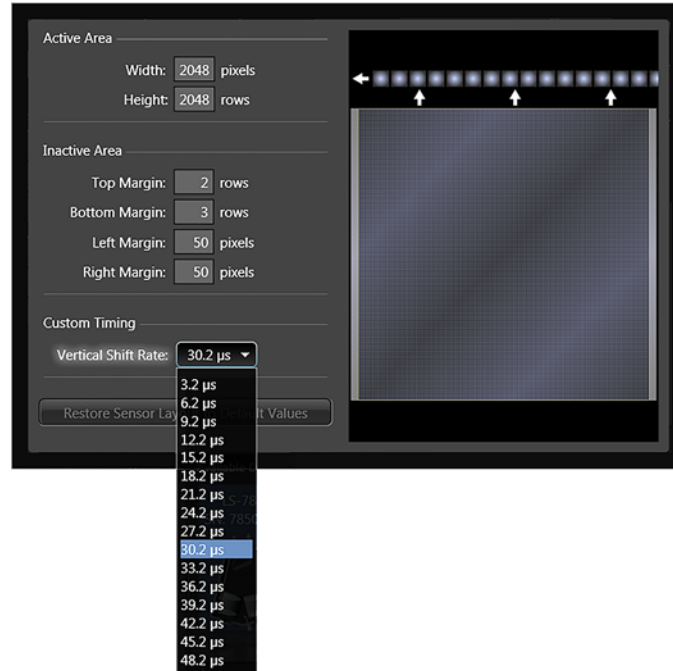 Active Area
Width: 2048 pixels
Height: 2048 rows
Inactive Area
Top Margin: 2 rows
Bottom Margin: 3 rows
Left Margin: 50 pixels
Right Margin: 50 pixels
Custom Timing
Vertical Shift Rate: 30.2 µs
Restore Sensor Values
3.2 µs
6.2 µs
9.2 µs
12.2 µs
15.2 µs
18.2 µs
21.2 µs
24.2 µs
27.2 µs
30.2 µs
33.2 µs
36.2 µs
39.2 µs
42.2 µs
45.2 µs
48.2 µs